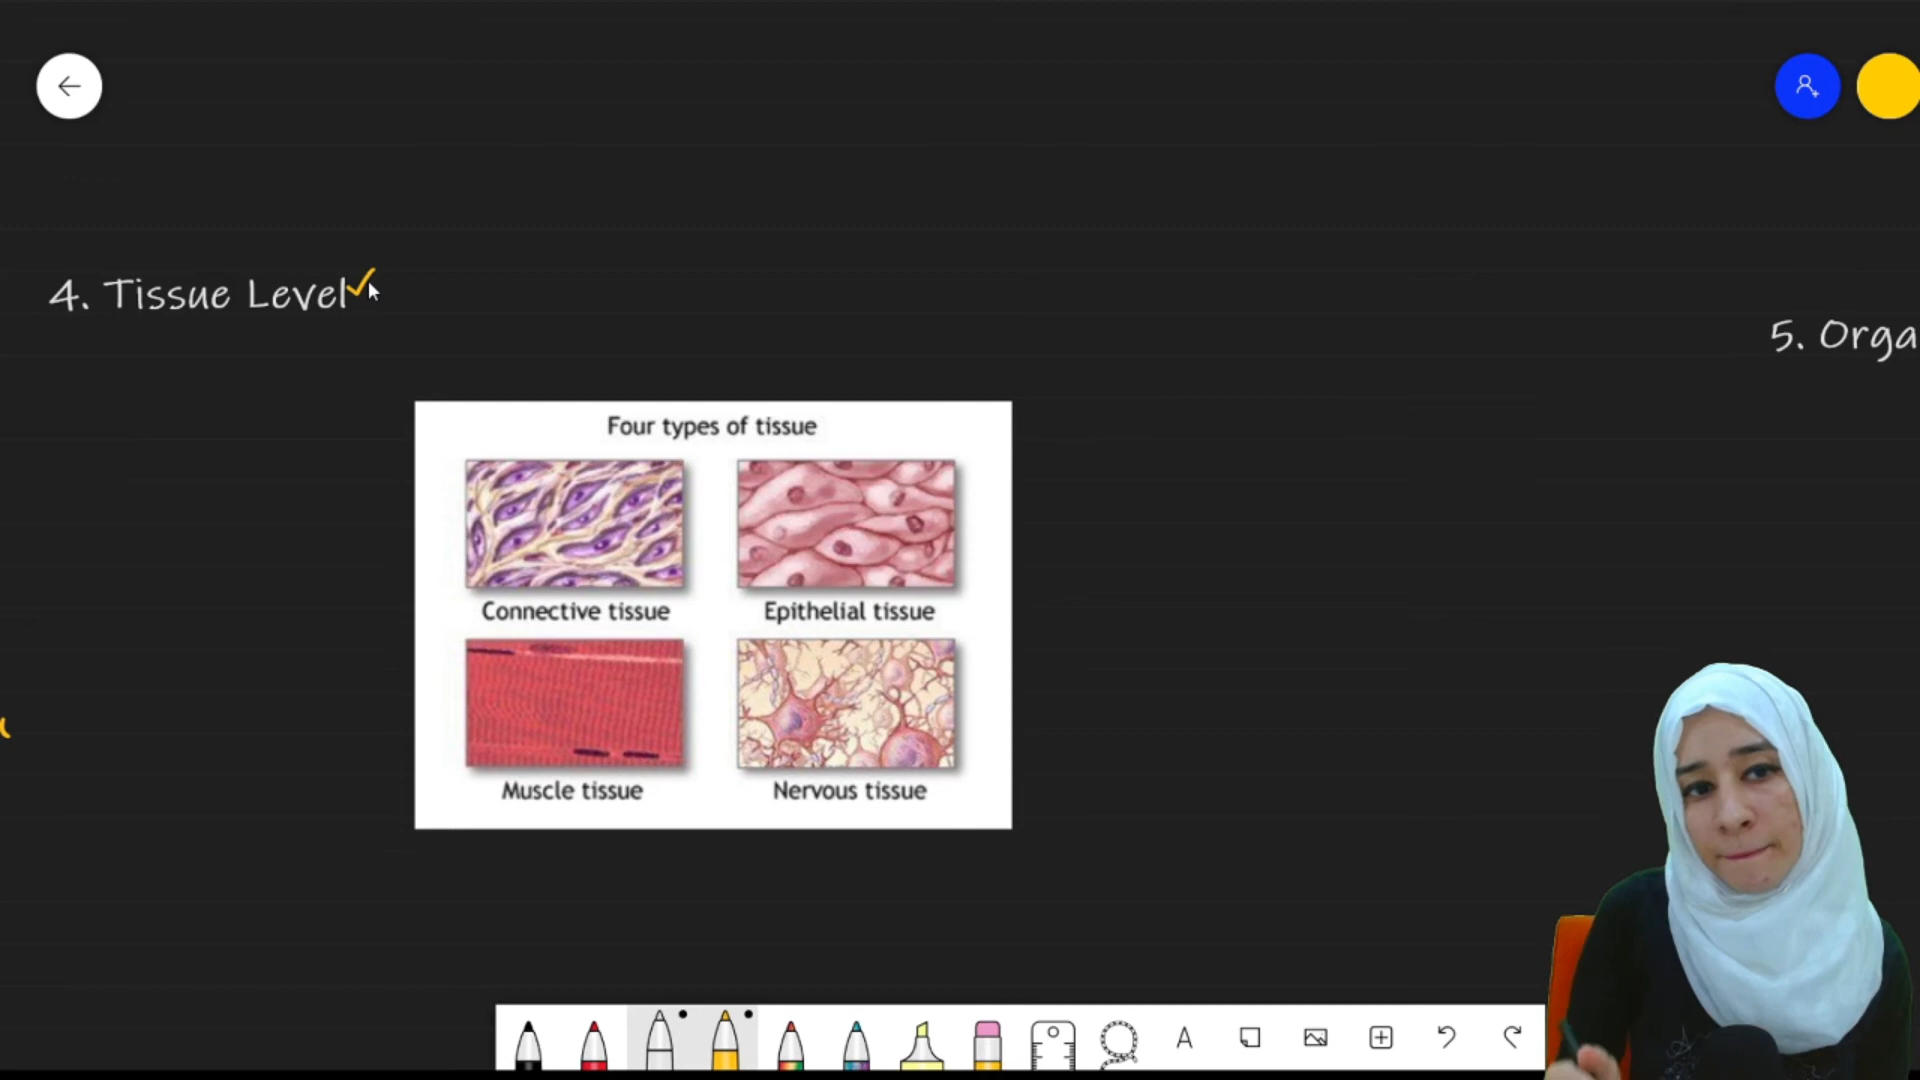 4. Tissue Level
5. Orga
Four types of tissue
Connective tissue
Epithelial tissue
Muscle tissue
Nervous tissue